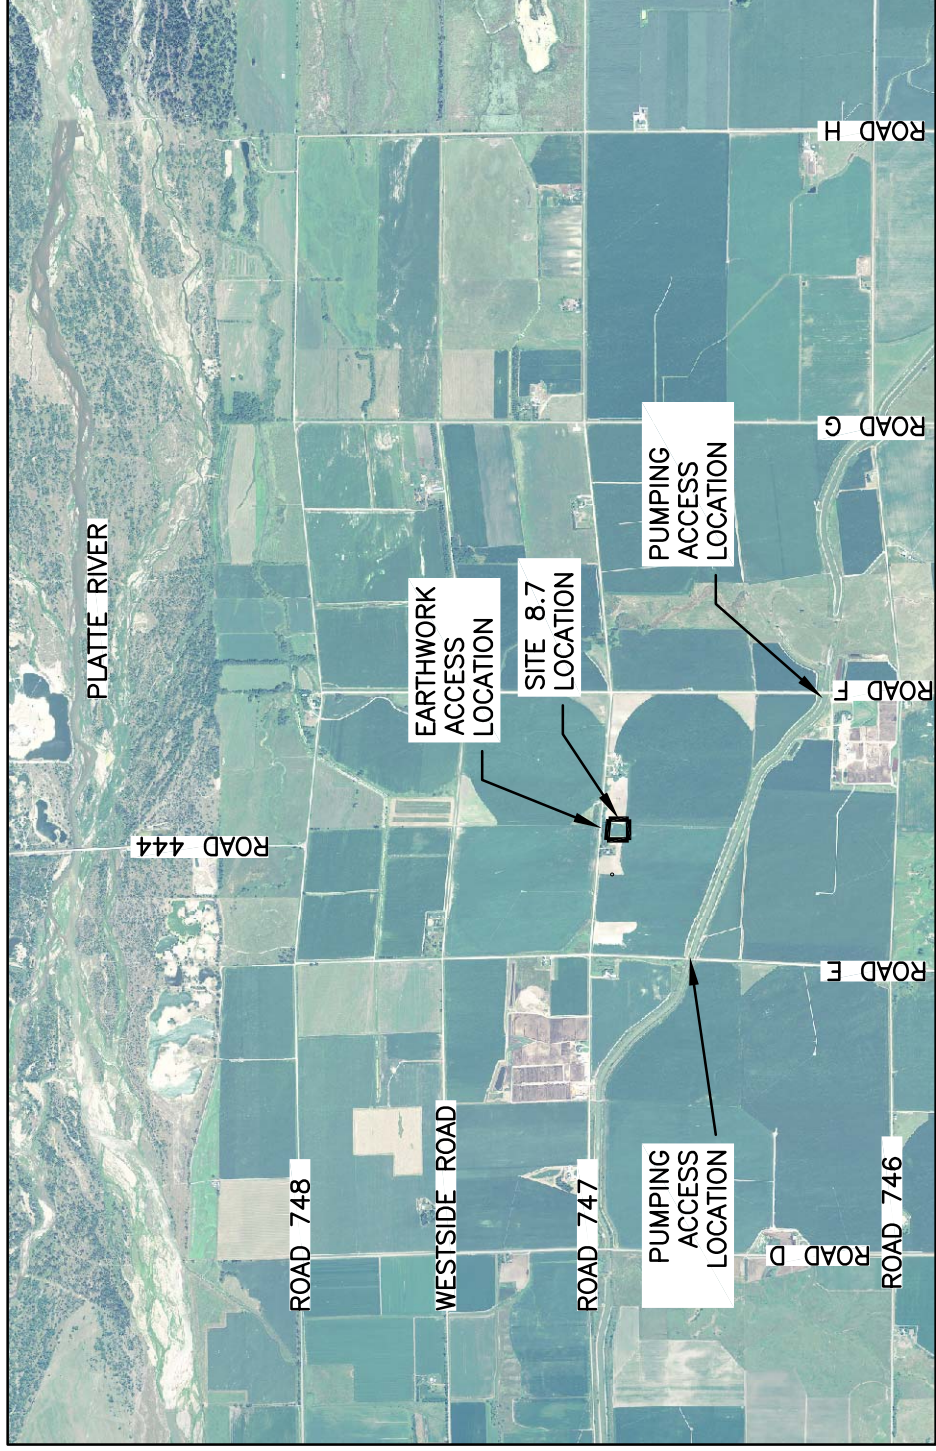 PLATTE RIVER
ROAD 444
EARTHWORK
ACCESS
LOCATION
SITE 8.7
LOCATION
PUMPING
ACCESS
LOCATION
PUMPING
ACCESS
LOCATION
ROAD 748
WESTSIDE ROAD
ROAD 747
ROAD 746
ROAD D
ROAD E
ROAD F
ROAD G
ROAD H